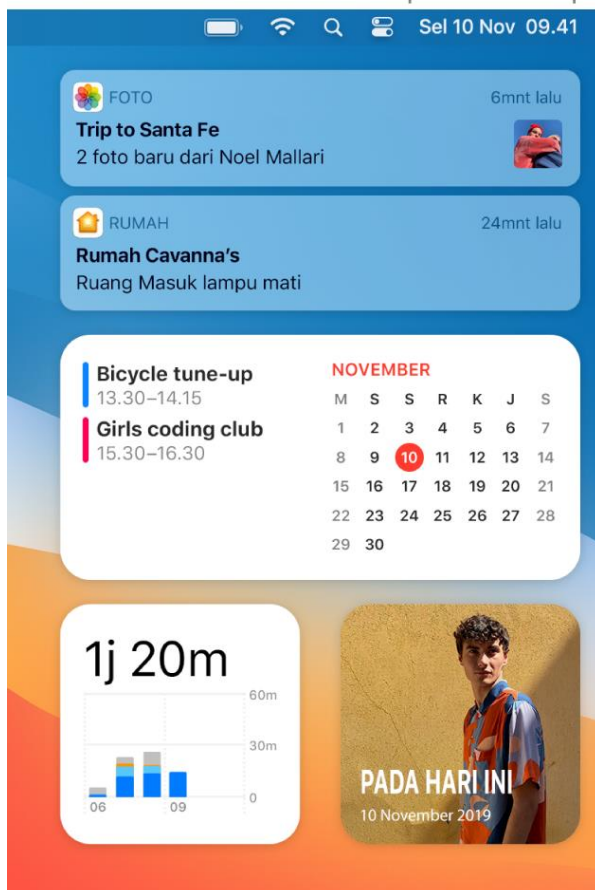 Sel 10 Nov 09.41
FOTO 6mnt lalu
Trip to Santa Fe
2 foto baru dari Noel Mallari
RUMAH 24mnt lalu
Rumah Cavanna’s
Ruang Masuk lampu mati
Bicycle tune-up
13.30–14.15
Girls coding club
15.30–16.30
NOVEMBER
M S S R K J S
1 2 3 4 5 6 7
8 9 10 11 12 13 14
15 16 17 18 19 20 21
22 23 24 25 26 27 28
29 30
1j 20m
60m
30m
0
06 09
PADA HARI INI
10 November 2019